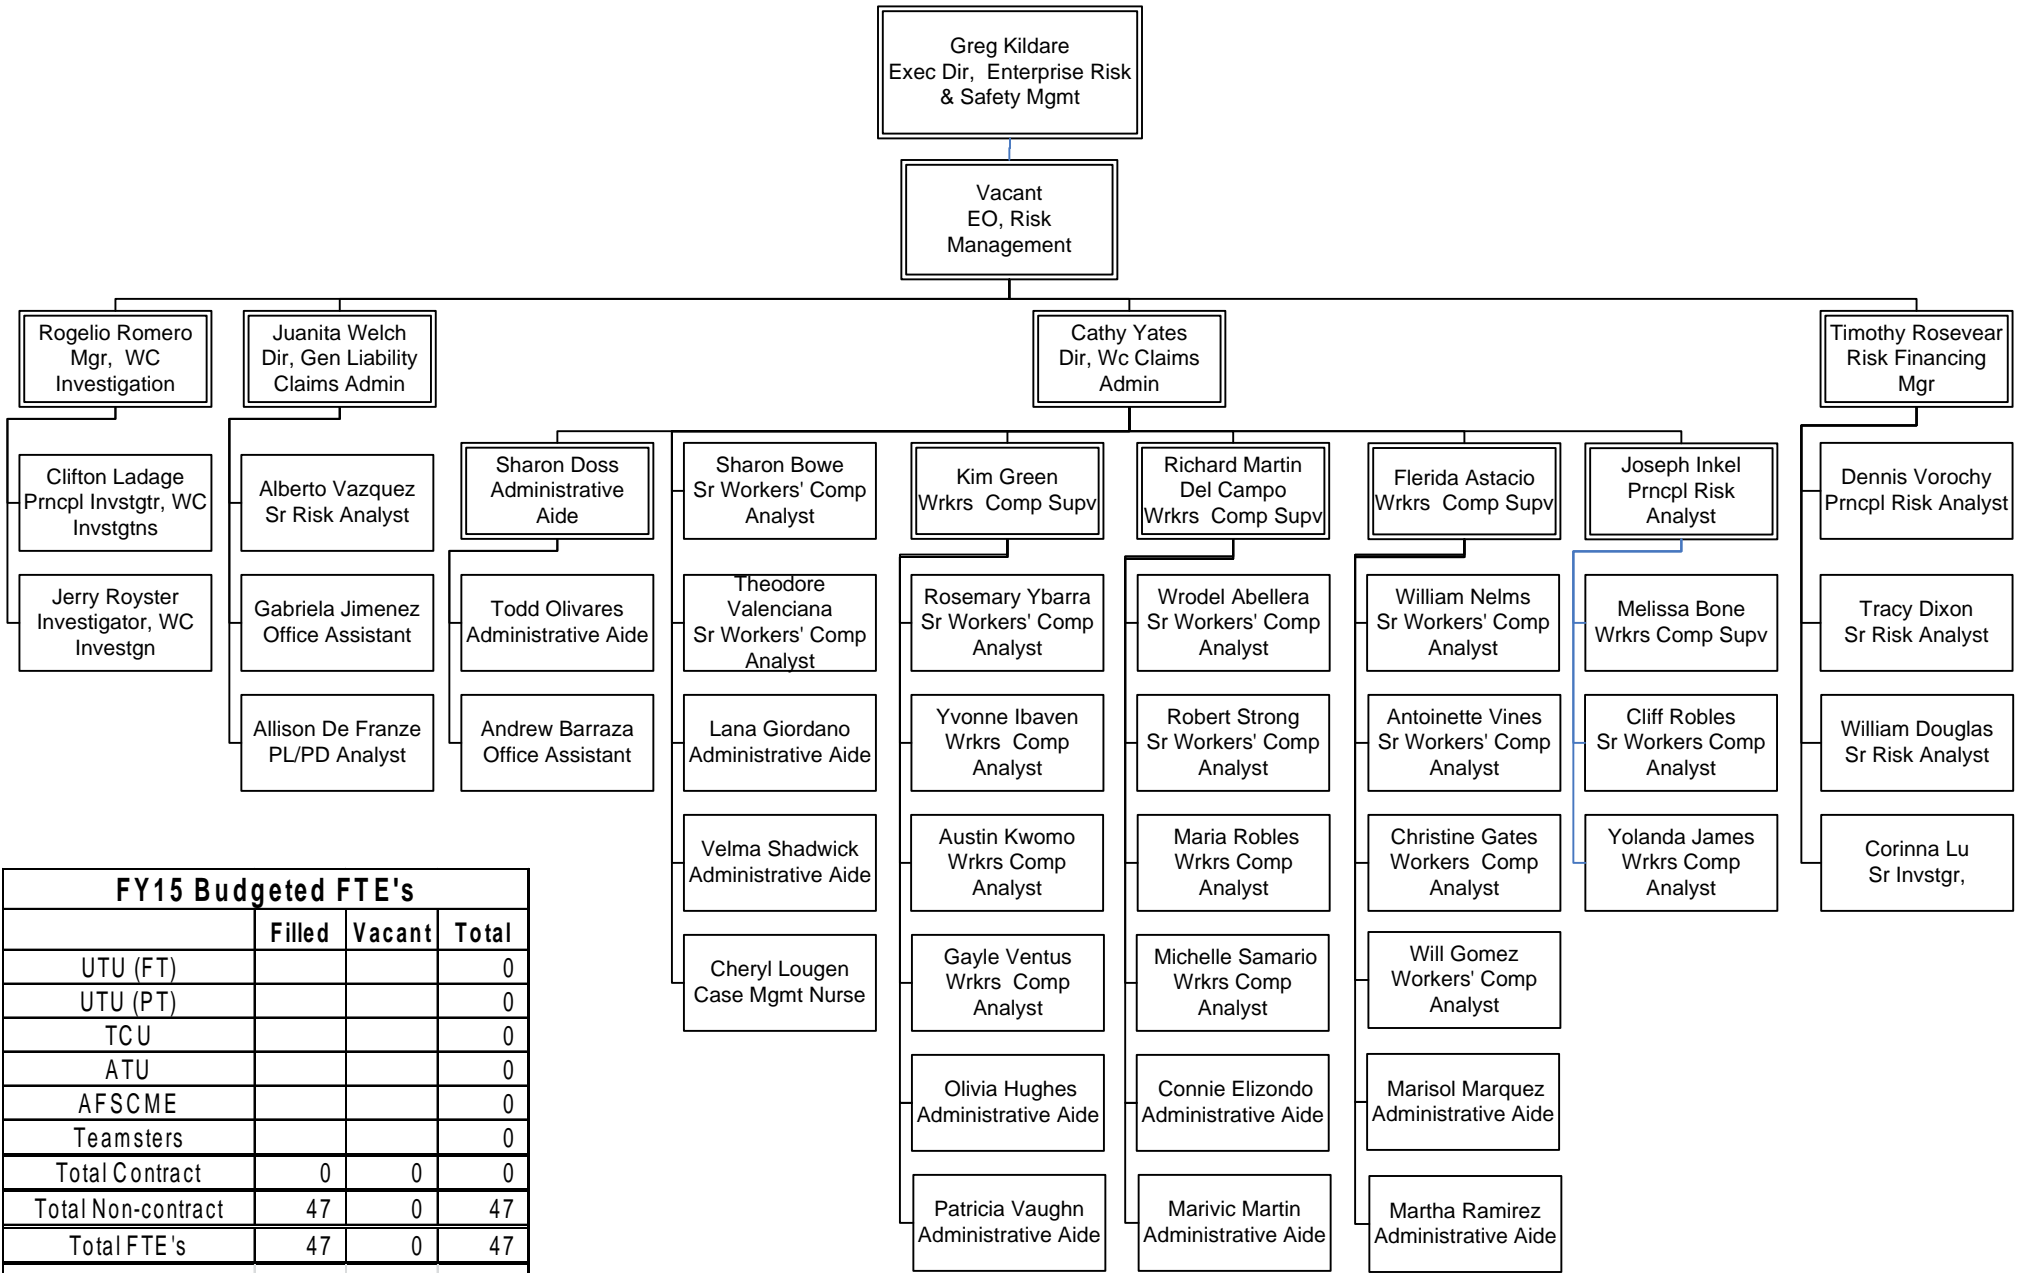 Greg Kildare
Exec Dir, Enterprise Risk
& Safety Mgmt
Vacant
EO, Risk
Management
Rogelio Romero
Mgr, WC
Investigation
Juanita Welch
Dir, Gen Liability
Claims Admin
Cathy Yates
Dir, Wc Claims
Admin
Timothy Rosevear
Risk Financing
Mgr
Clifton Ladage
Prncpl Invstgtr, WC
Invstgtns
Jerry Royster
Investigator, WC
Investgn
Alberto Vazquez
Sr Risk Analyst
Gabriela Jimenez
Office Assistant
Allison De Franze
PL/PD Analyst
Sharon Doss
Administrative
Aide
Todd Olivares
Administrative Aide
Andrew Barraza
Office Assistant
Sharon Bowe
Sr Workers' Comp
Analyst
Theodore
Valenciana
Sr Workers' Comp
Analyst
Lana Giordano
Administrative Aide
Velma Shadwick
Administrative Aide
Cheryl Lougen
Case Mgmt Nurse
Kim Green
Wrkrs Comp Supv
Rosemary Ybarra
Sr Workers' Comp
Analyst
Yvonne Ibaven
Wrkrs Comp
Analyst
Austin Kwomo
Wrkrs Comp
Analyst
Gayle Ventus
Wrkrs Comp
Analyst
Olivia Hughes
Administrative Aide
Patricia Vaughn
Administrative Aide
Richard Martin
Del Campo
Wrkrs Comp Supv
Wrodel Abellera
Sr Workers' Comp
Analyst
Robert Strong
Sr Workers' Comp
Analyst
Maria Robles
Wrkrs Comp
Analyst
Michelle Samario
Wrkrs Comp
Analyst
Connie Elizondo
Administrative Aide
Marivic Martin
Administrative Aide
Flerida Astacio
Wrkrs Comp Supv
William Nelms
Sr Workers' Comp
Analyst
Antoinette Vines
Sr Workers' Comp
Analyst
Christine Gates
Workers Comp
Analyst
Will Gomez
Workers' Comp
Analyst
Marisol Marquez
Administrative Aide
Martha Ramirez
Administrative Aide
Joseph Inkel
Prncpl Risk
Analyst
Melissa Bone
Wrkrs Comp Supv
Cliff Robles
Sr Workers Comp
Analyst
Yolanda James
Wrkrs Comp
Analyst
Dennis Vorochy
Prncpl Risk Analyst
Tracy Dixon
Sr Risk Analyst
William Douglas
Sr Risk Analyst
Corinna Lu
Sr Invstgr,
FY15 Budgeted FTE's
Filled Vacant Total
UTU (FT) 0
UTU (PT) 0
TCU 0
ATU 0
AFSCME 0
Teamsters 0
Total Contract 0 0 0
Total Non-contract 47 0 47
Total FTE's 47 0 47